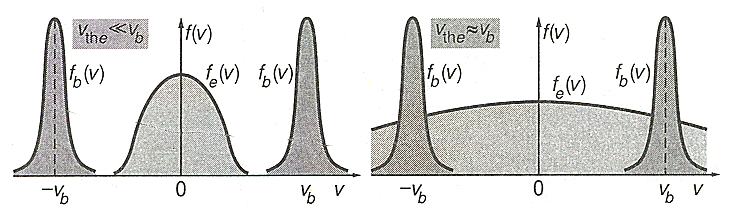 v_the ≪ v_b
f(v)
f_b(v)
f_e(v)
f_b(v)
−v_b
0
v_b
v
v_the ≈ v_b
f(v)
f_b(v)
f_b(v)
f_e(v)
−v_b
0
v_b
v